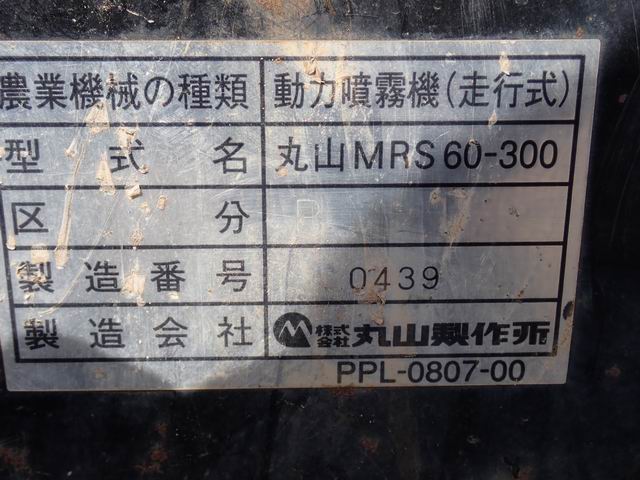 農業機械の種類 動力噴霧機(走行式)
型式名 丸山MRS60-300
区分 P
製造番号 0439
製造会社 株式会社 丸山製作所
PPL-0807-00